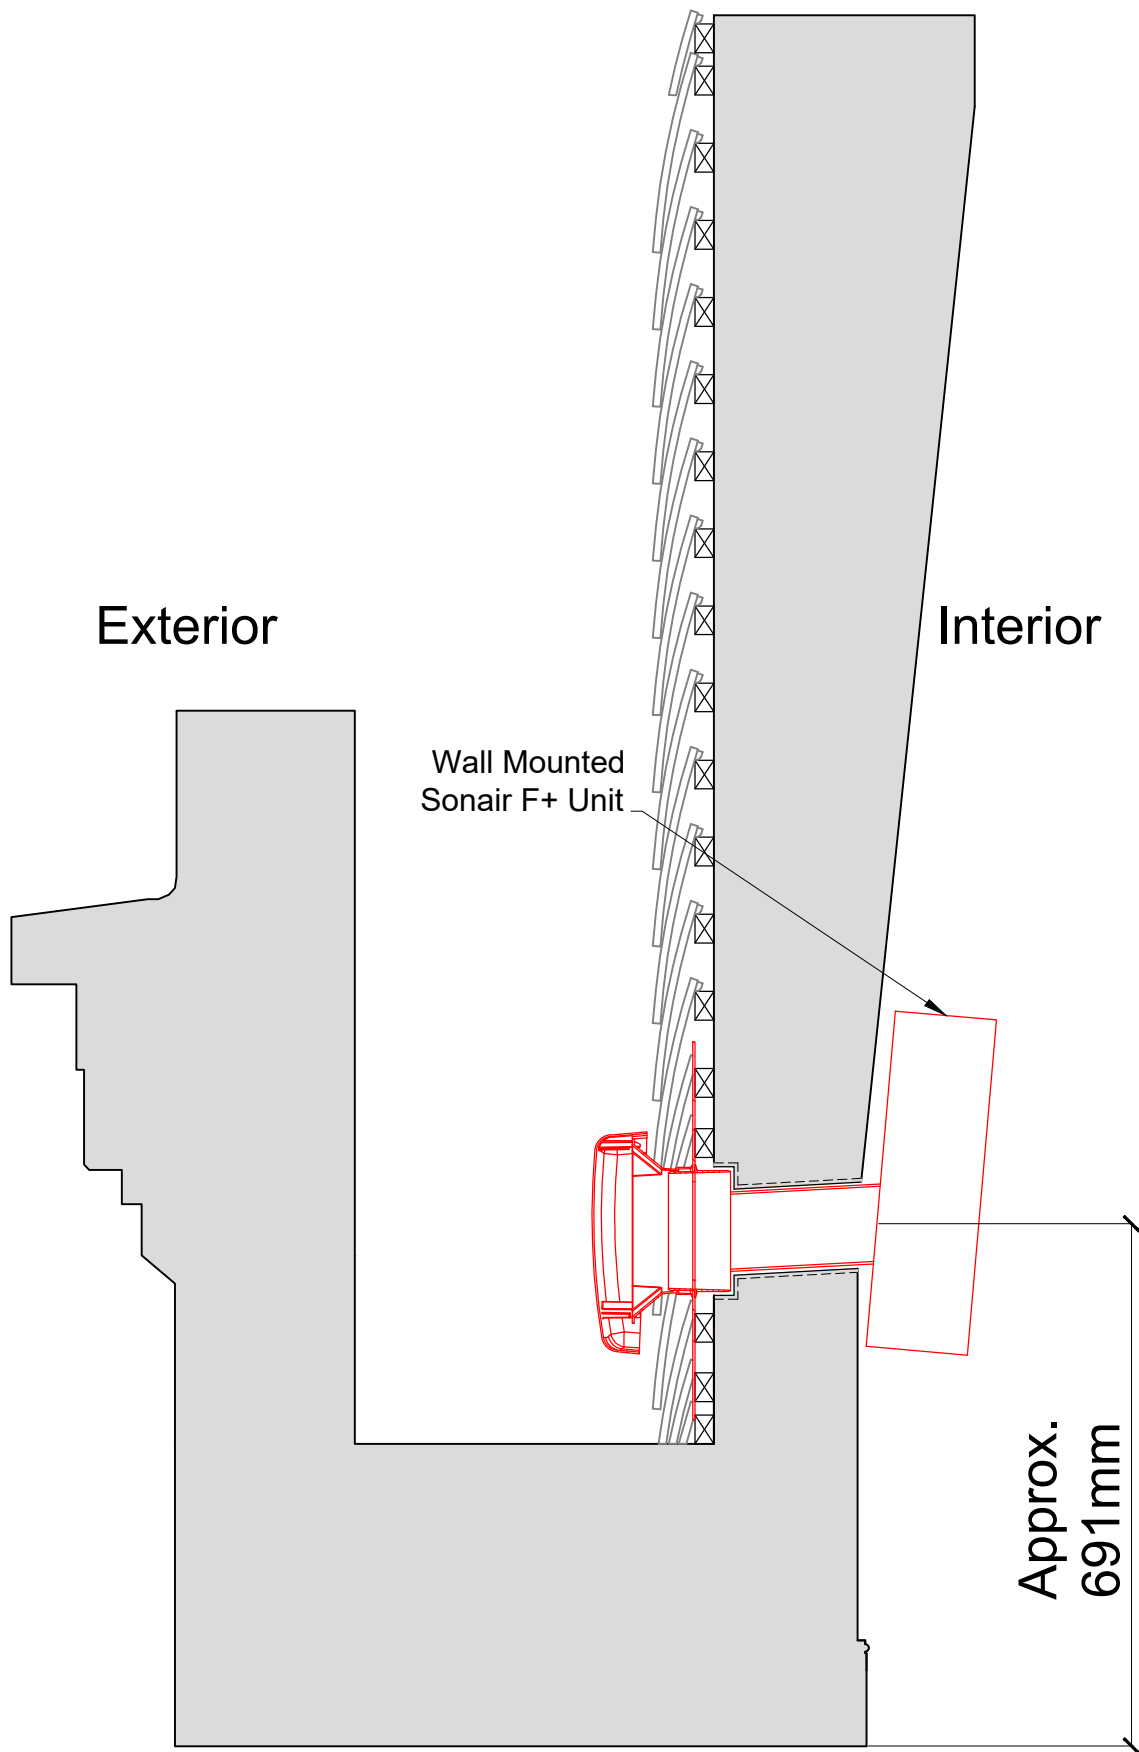 Exterior
Interior
Wall Mounted
Sonair F+ Unit
Approx.
691mm